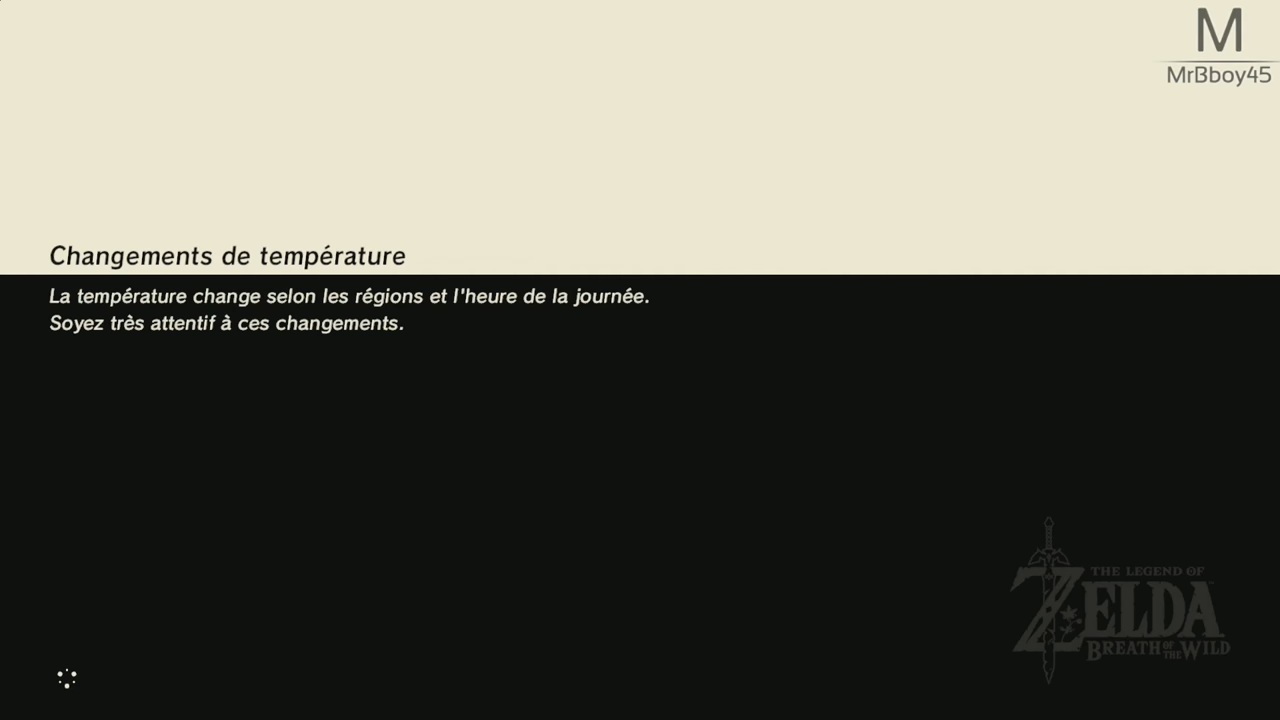 M
MrBboy45
Changements de température
La température change selon les régions et l'heure de la journée.
Soyez très attentif à ces changements.
THE LEGEND OF
ZELDA
BREATH OF THE WILD